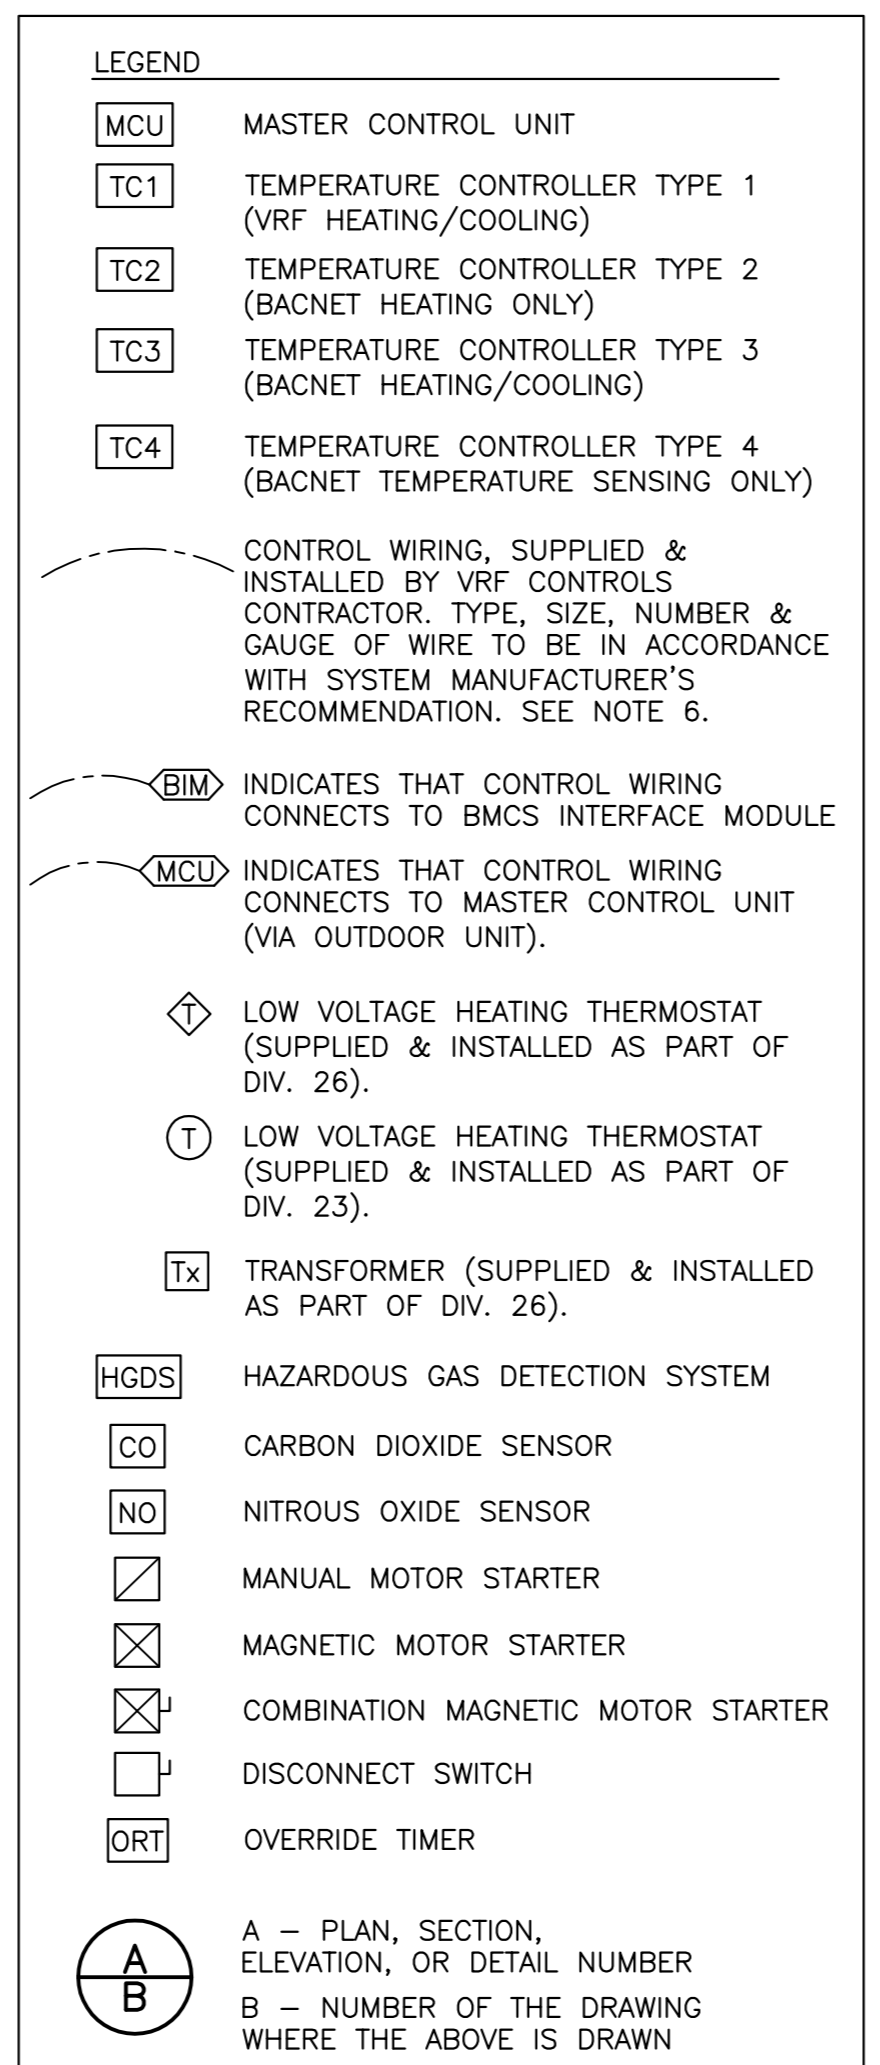 LEGEND
MCU MASTER CONTROL UNIT
TC1 TEMPERATURE CONTROLLER TYPE 1
(VRF HEATING/COOLING)
TC2 TEMPERATURE CONTROLLER TYPE 2
(BACNET HEATING ONLY)
TC3 TEMPERATURE CONTROLLER TYPE 3
(BACNET HEATING/COOLING)
TC4 TEMPERATURE CONTROLLER TYPE 4
(BACNET TEMPERATURE SENSING ONLY)
CONTROL WIRING, SUPPLIED &
INSTALLED BY VRF CONTROLS
CONTRACTOR. TYPE, SIZE, NUMBER &
GAUGE OF WIRE TO BE IN ACCORDANCE
WITH SYSTEM MANUFACTURER'S
RECOMMENDATION. SEE NOTE 6.
BIM INDICATES THAT CONTROL WIRING
CONNECTS TO BMCS INTERFACE MODULE
MCU INDICATES THAT CONTROL WIRING
CONNECTS TO MASTER CONTROL UNIT
(VIA OUTDOOR UNIT).
T LOW VOLTAGE HEATING THERMOSTAT
(SUPPLIED & INSTALLED AS PART OF
DIV. 26).
T LOW VOLTAGE HEATING THERMOSTAT
(SUPPLIED & INSTALLED AS PART OF
DIV. 23).
Tx TRANSFORMER (SUPPLIED & INSTALLED
AS PART OF DIV. 26).
HGDS HAZARDOUS GAS DETECTION SYSTEM
CO CARBON DIOXIDE SENSOR
NO NITROUS OXIDE SENSOR
MANUAL MOTOR STARTER
MAGNETIC MOTOR STARTER
COMBINATION MAGNETIC MOTOR STARTER
DISCONNECT SWITCH
ORT OVERRIDE TIMER
A
B
A – PLAN, SECTION,
ELEVATION, OR DETAIL NUMBER
B – NUMBER OF THE DRAWING
WHERE THE ABOVE IS DRAWN